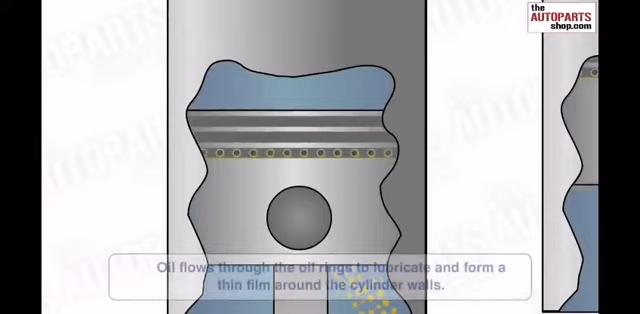 the
AUTOPARTS
shop.com
Oil flows through the oil rings to lubricate and form a
thin film around the cylinder walls.